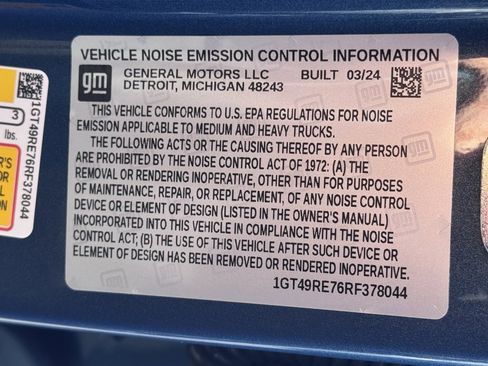 VEHICLE NOISE EMISSION CONTROL INFORMATION
gm
GENERAL MOTORS LLC BUILT 03/24
DETROIT, MICHIGAN 48243
THIS VEHICLE CONFORMS TO U.S. EPA REGULATIONS FOR NOISE
EMISSION APPLICABLE TO MEDIUM AND HEAVY TRUCKS.
THE FOLLOWING ACTS OR THE CAUSING THEREOF BY ANY PERSON
ARE PROHIBITED BY THE NOISE CONTROL ACT OF 1972: (A) THE
REMOVAL OR RENDERING INOPERATIVE, OTHER THAN FOR PURPOSES
OF MAINTENANCE, REPAIR, OR REPLACEMENT, OF ANY NOISE CONTROL
DEVICE OR ELEMENT OF DESIGN (LISTED IN THE OWNER'S MANUAL)
INCORPORATED INTO THIS VEHICLE IN COMPLIANCE WITH THE NOISE
CONTROL ACT; (B) THE USE OF THIS VEHICLE AFTER SUCH DEVICE OR
ELEMENT OF DESIGN HAS BEEN REMOVED OR RENDERED INOPERATIVE.
1GT49RE76RF378044
3
lbs.
1GT49RE76RF378044